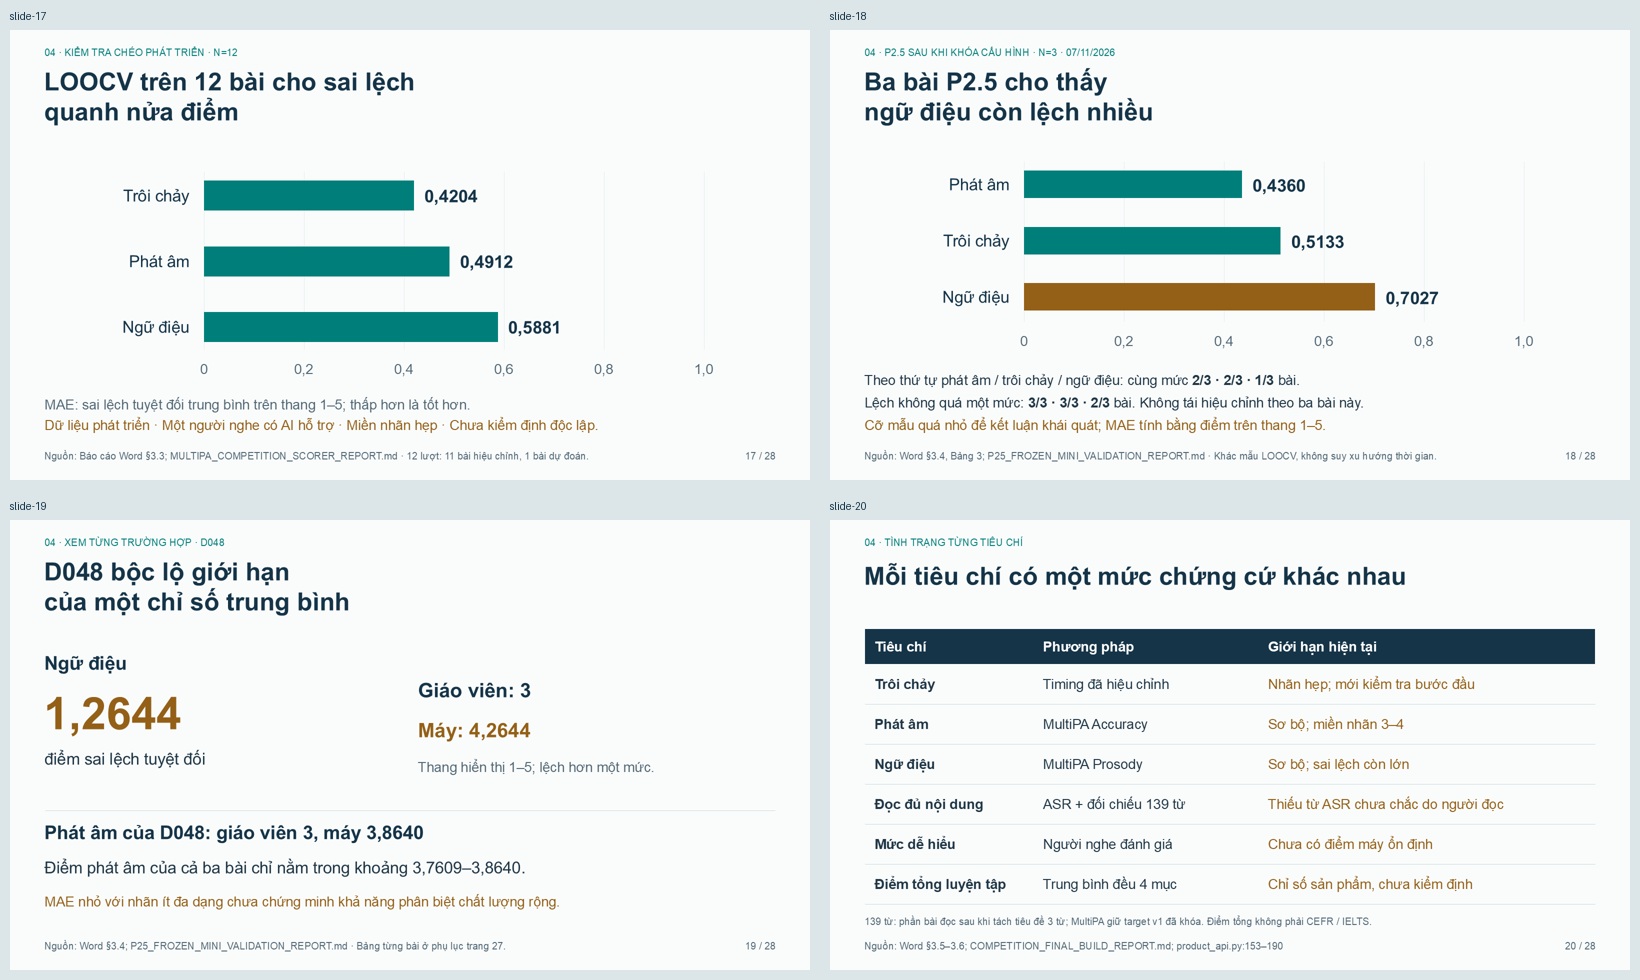 slide-17
04 · KIỂM TRA CHÉO PHÁT TRIỂN · N=12
LOOCV trên 12 bài cho sai lệch
quanh nửa điểm
Trôi chảy
0,4204
Phát âm
0,4912
Ngữ điệu
0,5881
0 0,2 0,4 0,6 0,8 1,0
MAE: sai lệch tuyệt đối trung bình trên thang 1–5; thấp hơn là tốt hơn.
Dữ liệu phát triển · Một người nghe có AI hỗ trợ · Miền nhãn hẹp · Chưa kiểm định độc lập.
Nguồn: Báo cáo Word §3.3; MULTIPA_COMPETITION_SCORER_REPORT.md · 12 lượt: 11 bài hiệu chỉnh, 1 bài dự đoán.
17 / 28
slide-18
04 · P2.5 SAU KHI KHÓA CẤU HÌNH · N=3 · 07/11/2026
Ba bài P2.5 cho thấy
ngữ điệu còn lệch nhiều
Phát âm
0,4360
Trôi chảy
0,5133
Ngữ điệu
0,7027
0 0,2 0,4 0,6 0,8 1,0
Theo thứ tự phát âm / trôi chảy / ngữ điệu: cùng mức 2/3 · 2/3 · 1/3 bài.
Lệch không quá một mức: 3/3 · 3/3 · 2/3 bài. Không tái hiệu chỉnh theo ba bài này.
Cỡ mẫu quá nhỏ để kết luận khái quát; MAE tính bằng điểm trên thang 1–5.
Nguồn: Word §3.4, Bảng 3; P25_FROZEN_MINI_VALIDATION_REPORT.md · Khác mẫu LOOCV, không suy xu hướng thời gian.
18 / 28
slide-19
04 · XEM TỪNG TRƯỜNG HỢP · D048
D048 bộc lộ giới hạn
của một chỉ số trung bình
Ngữ điệu
1,2644
điểm sai lệch tuyệt đối
Giáo viên: 3
Máy: 4,2644
Thang hiển thị 1–5; lệch hơn một mức.
Phát âm của D048: giáo viên 3, máy 3,8640
Điểm phát âm của cả ba bài chỉ nằm trong khoảng 3,7609–3,8640.
MAE nhỏ với nhãn ít đa dạng chưa chứng minh khả năng phân biệt chất lượng rộng.
Nguồn: Word §3.4; P25_FROZEN_MINI_VALIDATION_REPORT.md · Bảng từng bài ở phụ lục trang 27.
19 / 28
slide-20
04 · TÌNH TRẠNG TỪNG TIÊU CHÍ
Mỗi tiêu chí có một mức chứng cứ khác nhau
Tiêu chí Phương pháp Giới hạn hiện tại
Trôi chảy Timing đã hiệu chỉnh Nhãn hẹp; mới kiểm tra bước đầu
Phát âm MultiPA Accuracy Sơ bộ; miền nhãn 3–4
Ngữ điệu MultiPA Prosody Sơ bộ; sai lệch còn lớn
Đọc đủ nội dung ASR + đối chiếu 139 từ Thiếu từ ASR chưa chắc do người đọc
Mức dễ hiểu Người nghe đánh giá Chưa có điểm máy ổn định
Điểm tổng luyện tập Trung bình đều 4 mục Chỉ số sản phẩm, chưa kiểm định
139 từ: phần bài đọc sau khi tách tiêu đề 3 từ; MultiPA giữ target v1 đã khóa. Điểm tổng không phải CEFR / IELTS.
Nguồn: Word §3.5–3.6; COMPETITION_FINAL_BUILD_REPORT.md; product_api.py:153–190
20 / 28